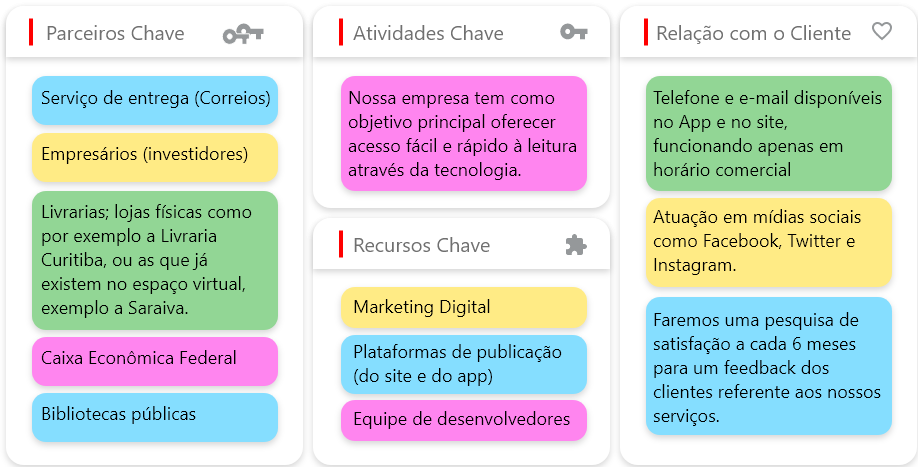 Parceiros Chave
Serviço de entrega (Correios)
Empresários (investidores)
Livrarias; lojas físicas como
por exemplo a Livraria
Curitiba, ou as que já
existem no espaço virtual,
exemplo a Saraiva.
Caixa Econômica Federal
Bibliotecas públicas
Atividades Chave
Nossa empresa tem como
objetivo principal oferecer
acesso fácil e rápido à leitura
através da tecnologia.
Recursos Chave
Marketing Digital
Plataformas de publicação
(do site e do app)
Equipe de desenvolvedores
Relação com o Cliente
Telefone e e-mail disponíveis
no App e no site,
funcionando apenas em
horário comercial
Atuação em mídias sociais
como Facebook, Twitter e
Instagram.
Faremos uma pesquisa de
satisfação a cada 6 meses
para um feedback dos
clientes referente aos nossos
serviços.